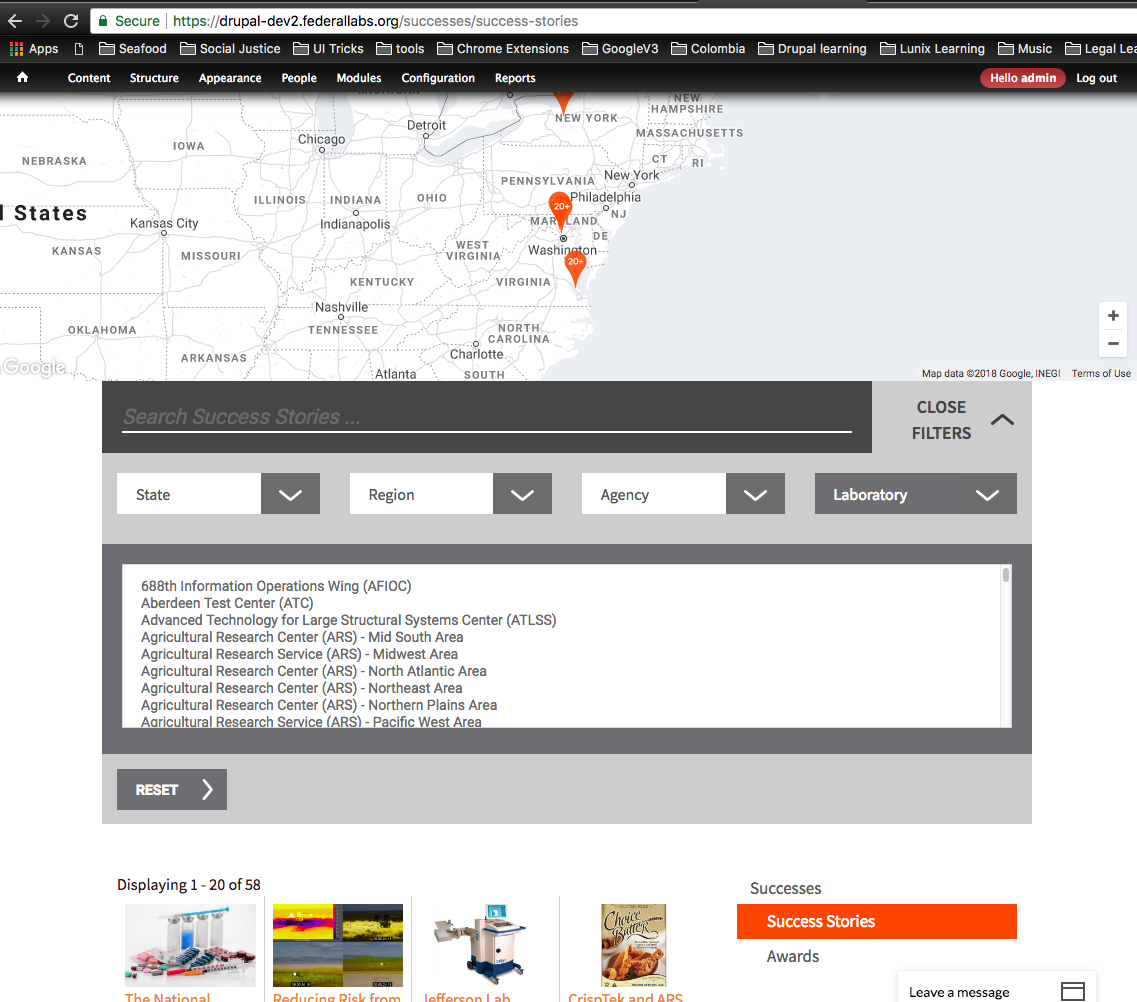 Secure https://drupal-dev2.federallabs.org/successes/success-stories
Apps Seafood Social Justice UI Tricks tools Chrome Extensions GoogleV3 Colombia Drupal learning Lunix Learning Music Legal Lea
Content Structure Appearance People Modules Configuration Reports Hello admin Log out
MICHIGAN
NEW HAMPSHIRE
NEW YORK
MASSACHUSETTS
Detroit
Chicago
IOWA
NEBRASKA
CT RI
New York
PENNSYLVANIA
Philadelphia
ILLINOIS INDIANA OHIO
20+
NJ
l States
Kansas City
Indianapolis
MARYLAND
DE
Washington
KANSAS
MISSOURI
WEST VIRGINIA
20+
KENTUCKY
VIRGINIA
Nashville
TENNESSEE
OKLAHOMA
NORTH CAROLINA
ARKANSAS
Charlotte
Google
Atlanta
SOUTH
+
−
Map data ©2018 Google, INEGI Terms of Use
Search Success Stories ...
CLOSE
FILTERS
State Region Agency Laboratory
688th Information Operations Wing (AFIOC)
Aberdeen Test Center (ATC)
Advanced Technology for Large Structural Systems Center (ATLSS)
Agricultural Research Center (ARS) - Mid South Area
Agricultural Research Service (ARS) - Midwest Area
Agricultural Research Center (ARS) - North Atlantic Area
Agricultural Research Center (ARS) - Northeast Area
Agricultural Research Center (ARS) - Northern Plains Area
Agricultural Research Service (ARS) - Pacific West Area
RESET
Displaying 1 - 20 of 58
Choice Batter
The National
Reducing Risk from
Jefferson Lab
CrispTek and ARS
Successes
Success Stories
Awards
Leave a message